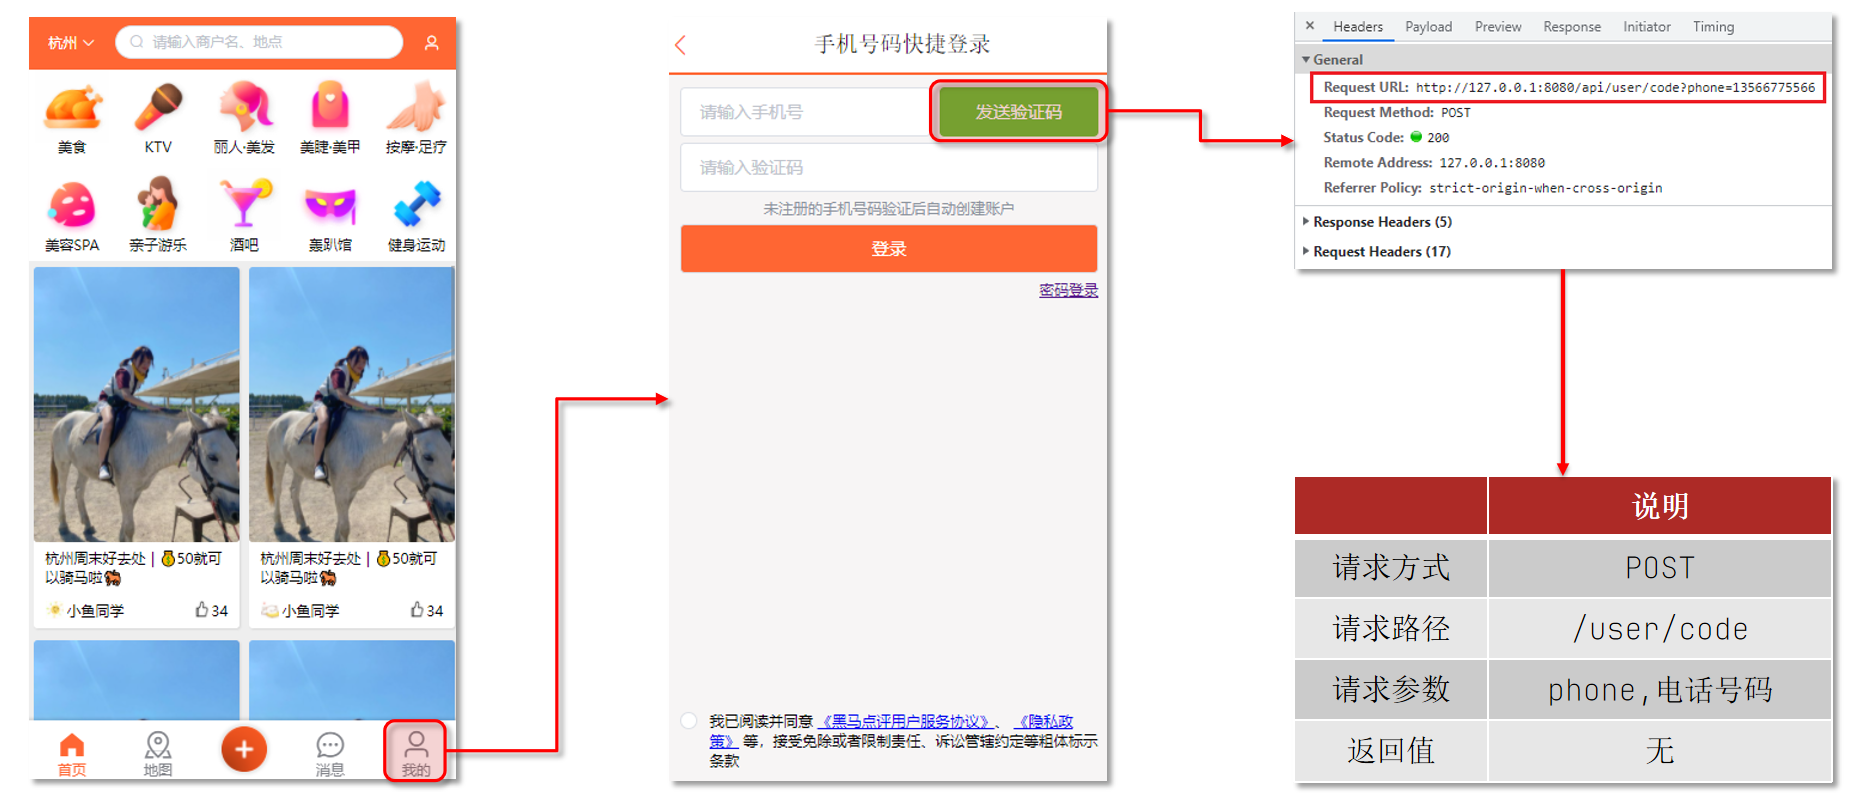 杭州
请输入商户名、地点
美食
KTV
丽人·美发
美睫·美甲
按摩·足疗
美容SPA
亲子游乐
酒吧
轰趴馆
健身运动
杭州周末好去处 | 💰50就可
以骑马啦🐎
小鱼同学
34
杭州周末好去处 | 💰50就可
以骑马啦🐎
小鱼同学
34
首页
地图
消息
我的
手机号码快捷登录
请输入手机号
发送验证码
请输入验证码
未注册的手机号码验证后自动创建账户
登录
密码登录
我已阅读并同意 《黑马点评用户服务协议》、 《隐私政
策》 等，接受免除或者限制责任、诉讼管辖约定等粗体标示
条款
Headers Payload Preview Response Initiator Timing
General
Request URL: http://127.0.0.1:8080/api/user/code?phone=13566775566
Request Method: POST
Status Code: 200
Remote Address: 127.0.0.1:8080
Referrer Policy: strict-origin-when-cross-origin
Response Headers (5)
Request Headers (17)
说明
请求方式 POST
请求路径 /user/code
请求参数 phone,电话号码
返回值 无